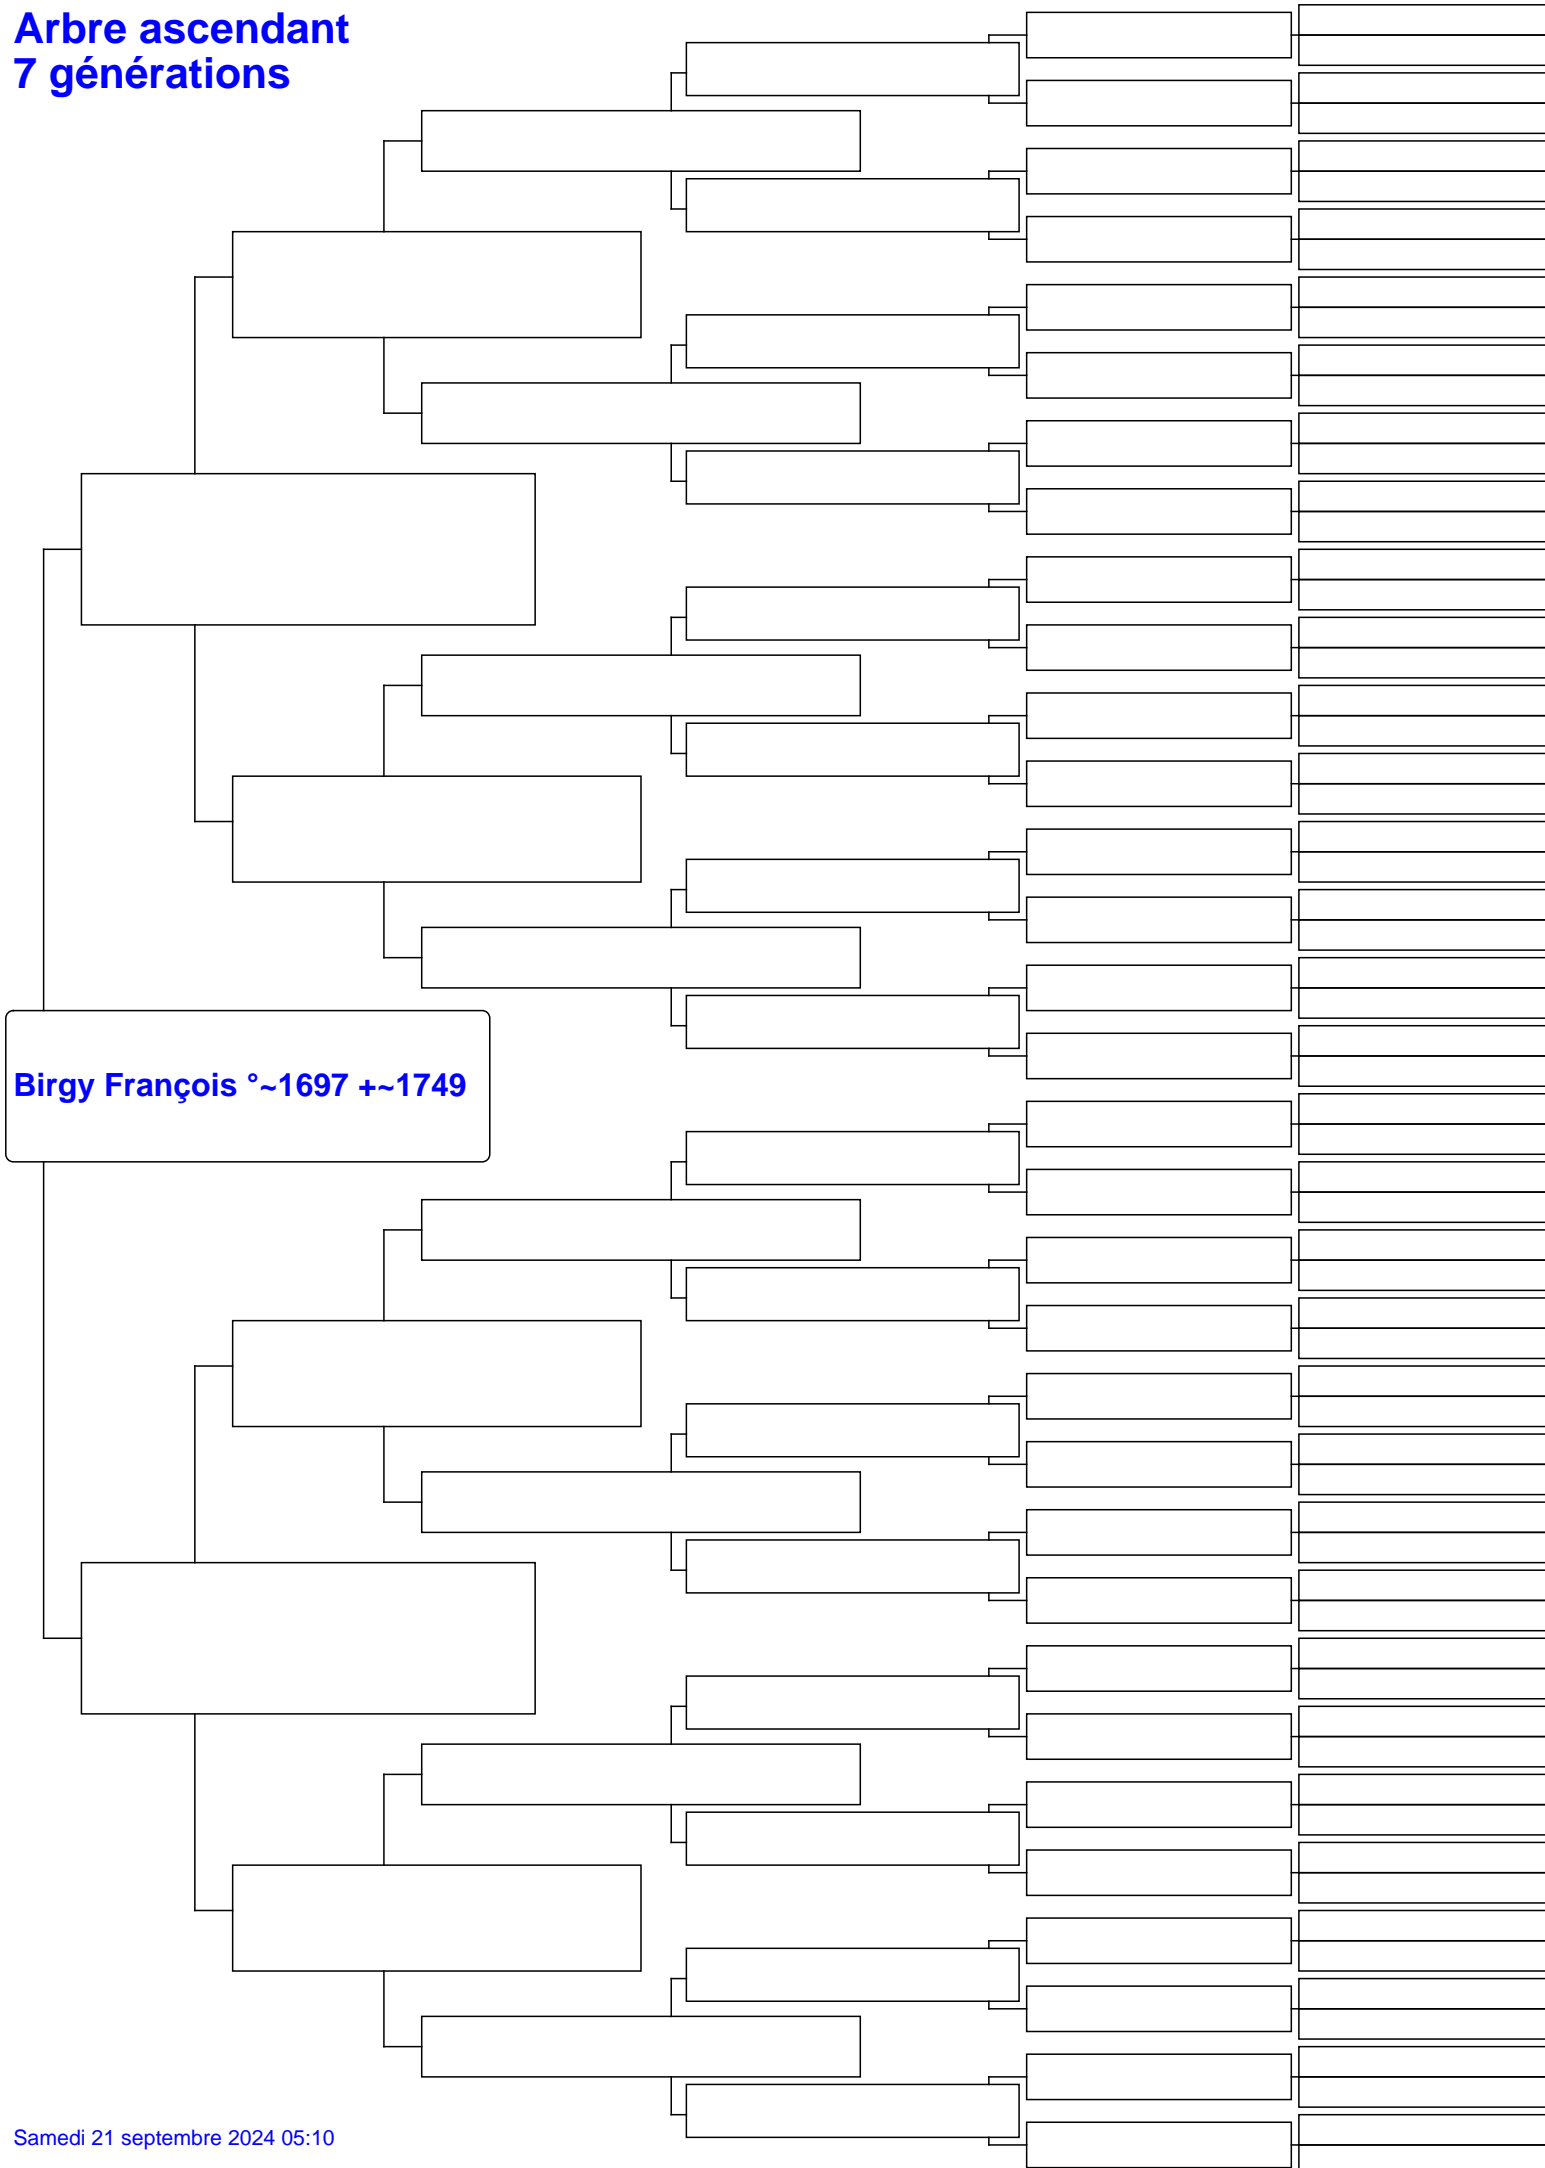 Arbre ascendant
7 générations
Birgy François °~1697 +~1749
Samedi 21 septembre 2024 05:10